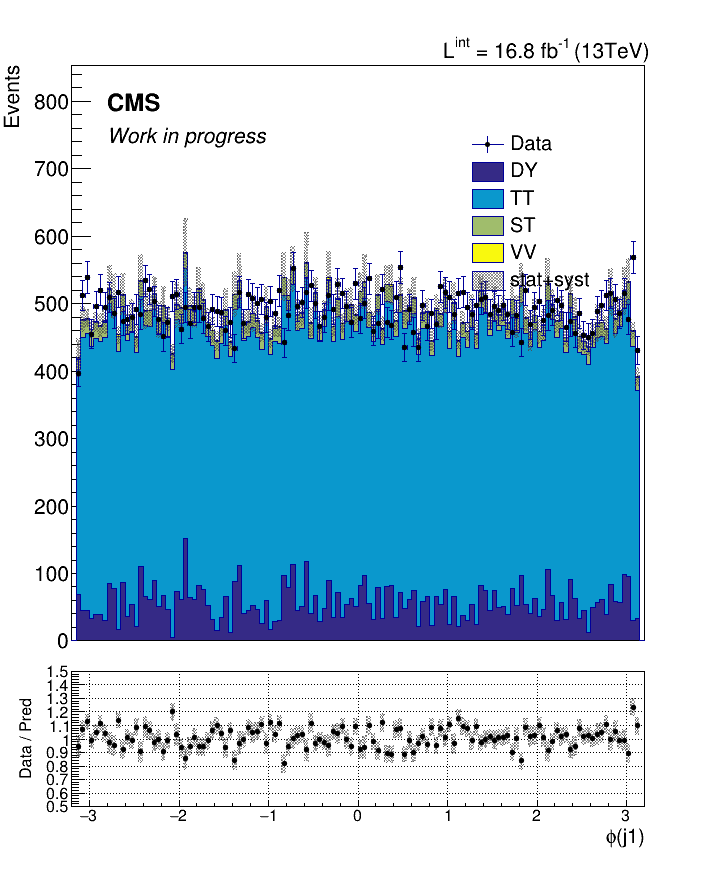 L^int = 16.8 fb^-1 (13TeV)
Events
CMS
Work in progress
Data
DY
TT
ST
VV
stat+syst
800
700
600
500
400
300
200
100
0
Data / Pred
1.5
1.4
1.3
1.2
1.1
1
0.9
0.8
0.7
0.6
0.5
−3 −2 −1 0 1 2 3
ϕ(j1)